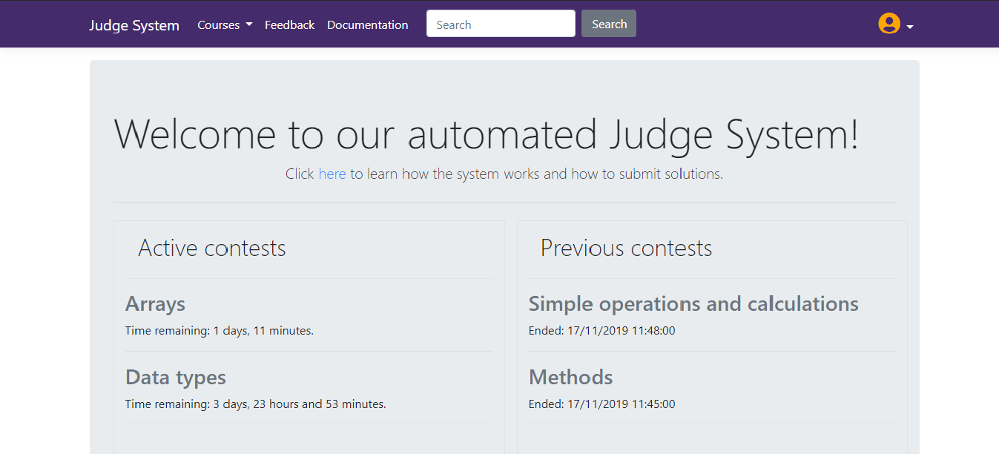 Judge System Courses Feedback Documentation Search Search
Welcome to our automated Judge System!
Click here to learn how the system works and how to submit solutions.
Active contests
Arrays
Time remaining: 1 days, 11 minutes.
Data types
Time remaining: 3 days, 23 hours and 53 minutes.
Previous contests
Simple operations and calculations
Ended: 17/11/2019 11:48:00
Methods
Ended: 17/11/2019 11:45:00